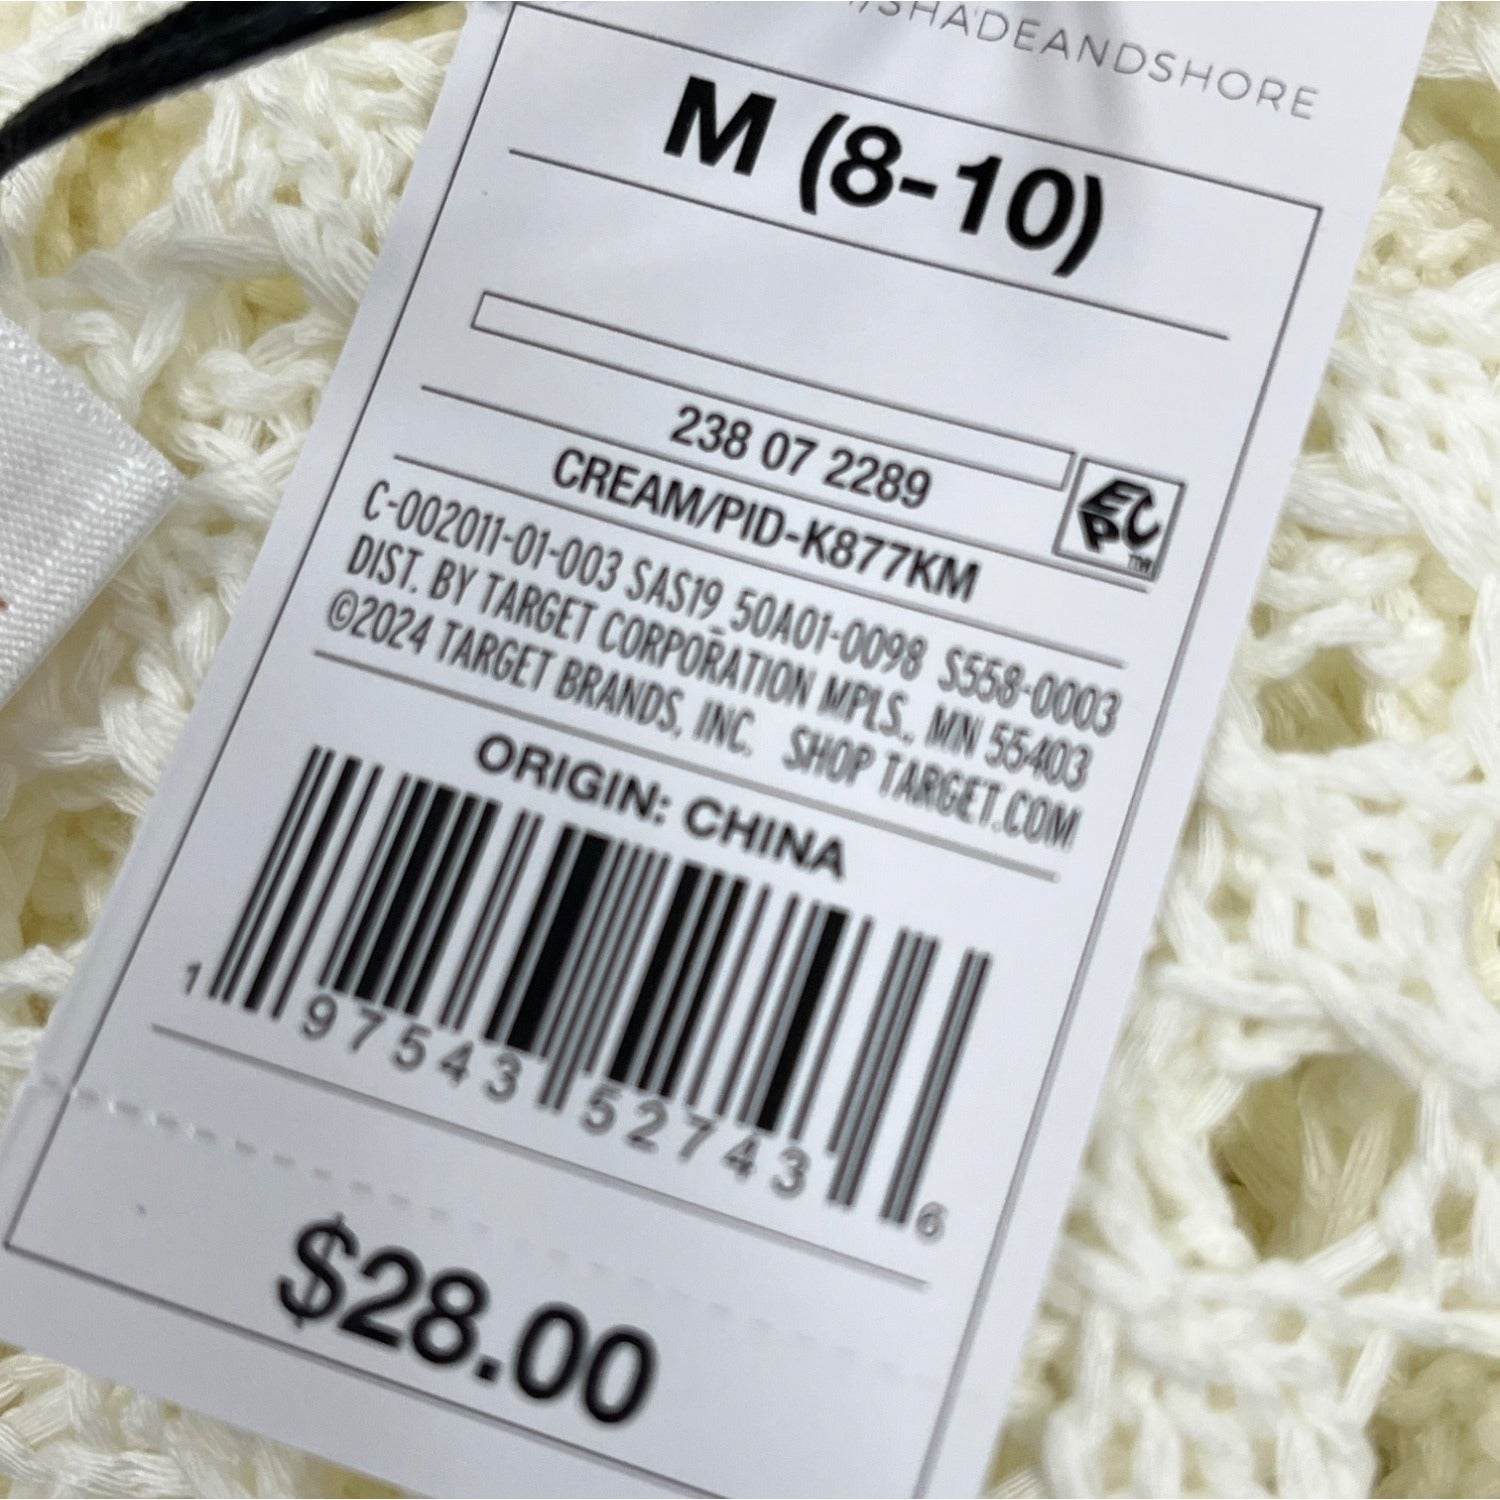 /SHADEANDSHORE
M (8-10)
238 07 2289
CREAM/PID-K877KM
EPC TM
C-002011-01-003 SAS19_50A01-0098 S558-0003
DIST. BY TARGET CORPORATION MPLS., MN 55403
©2024 TARGET BRANDS, INC. SHOP TARGET.COM
ORIGIN: CHINA
1 97543 52743 6
$28.00